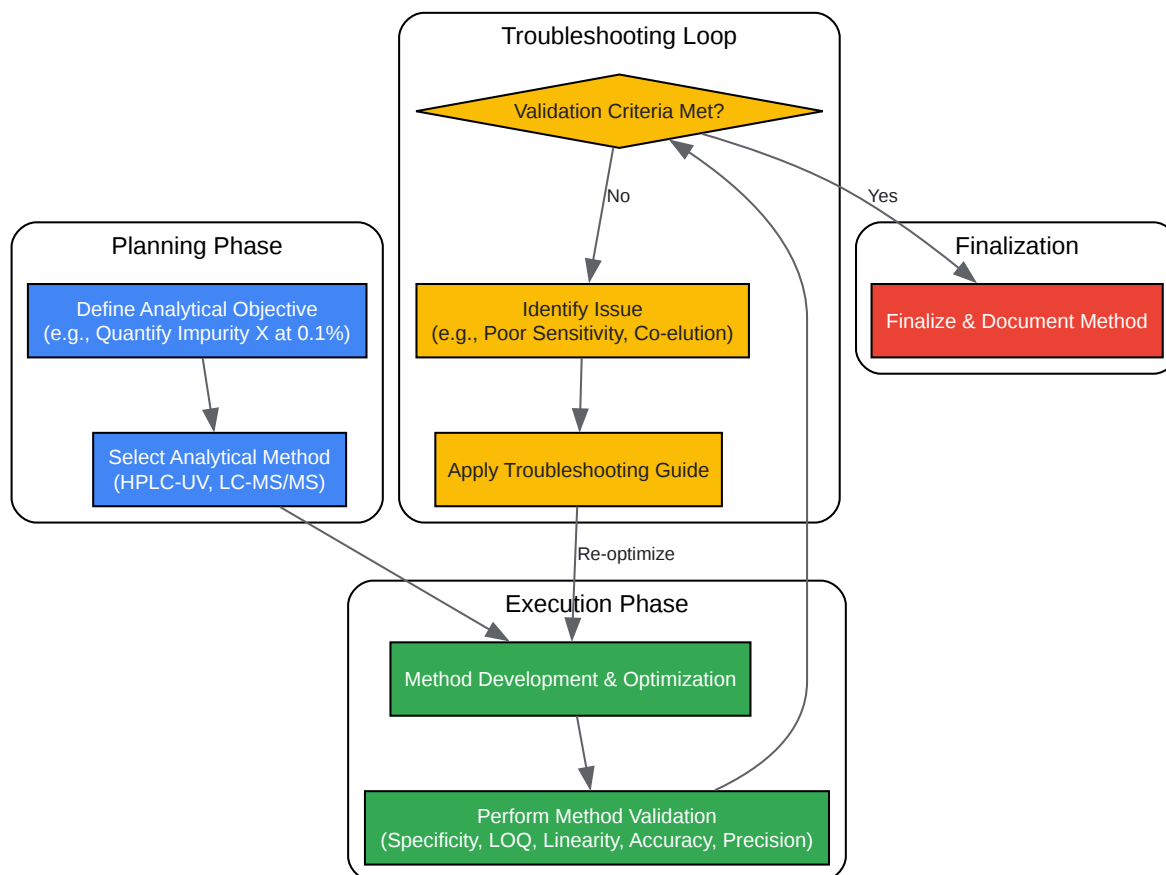 Troubleshooting Loop
Validation Criteria Met?
No
Yes
Planning Phase
Define Analytical Objective
(e.g., Quantify Impurity X at 0.1%)
Select Analytical Method
(HPLC-UV, LC-MS/MS)
Identify Issue
(e.g., Poor Sensitivity, Co-elution)
Apply Troubleshooting Guide
Finalization
Finalize & Document Method
Re-optimize
Execution Phase
Method Development & Optimization
Perform Method Validation
(Specificity, LOQ, Linearity, Accuracy, Precision)